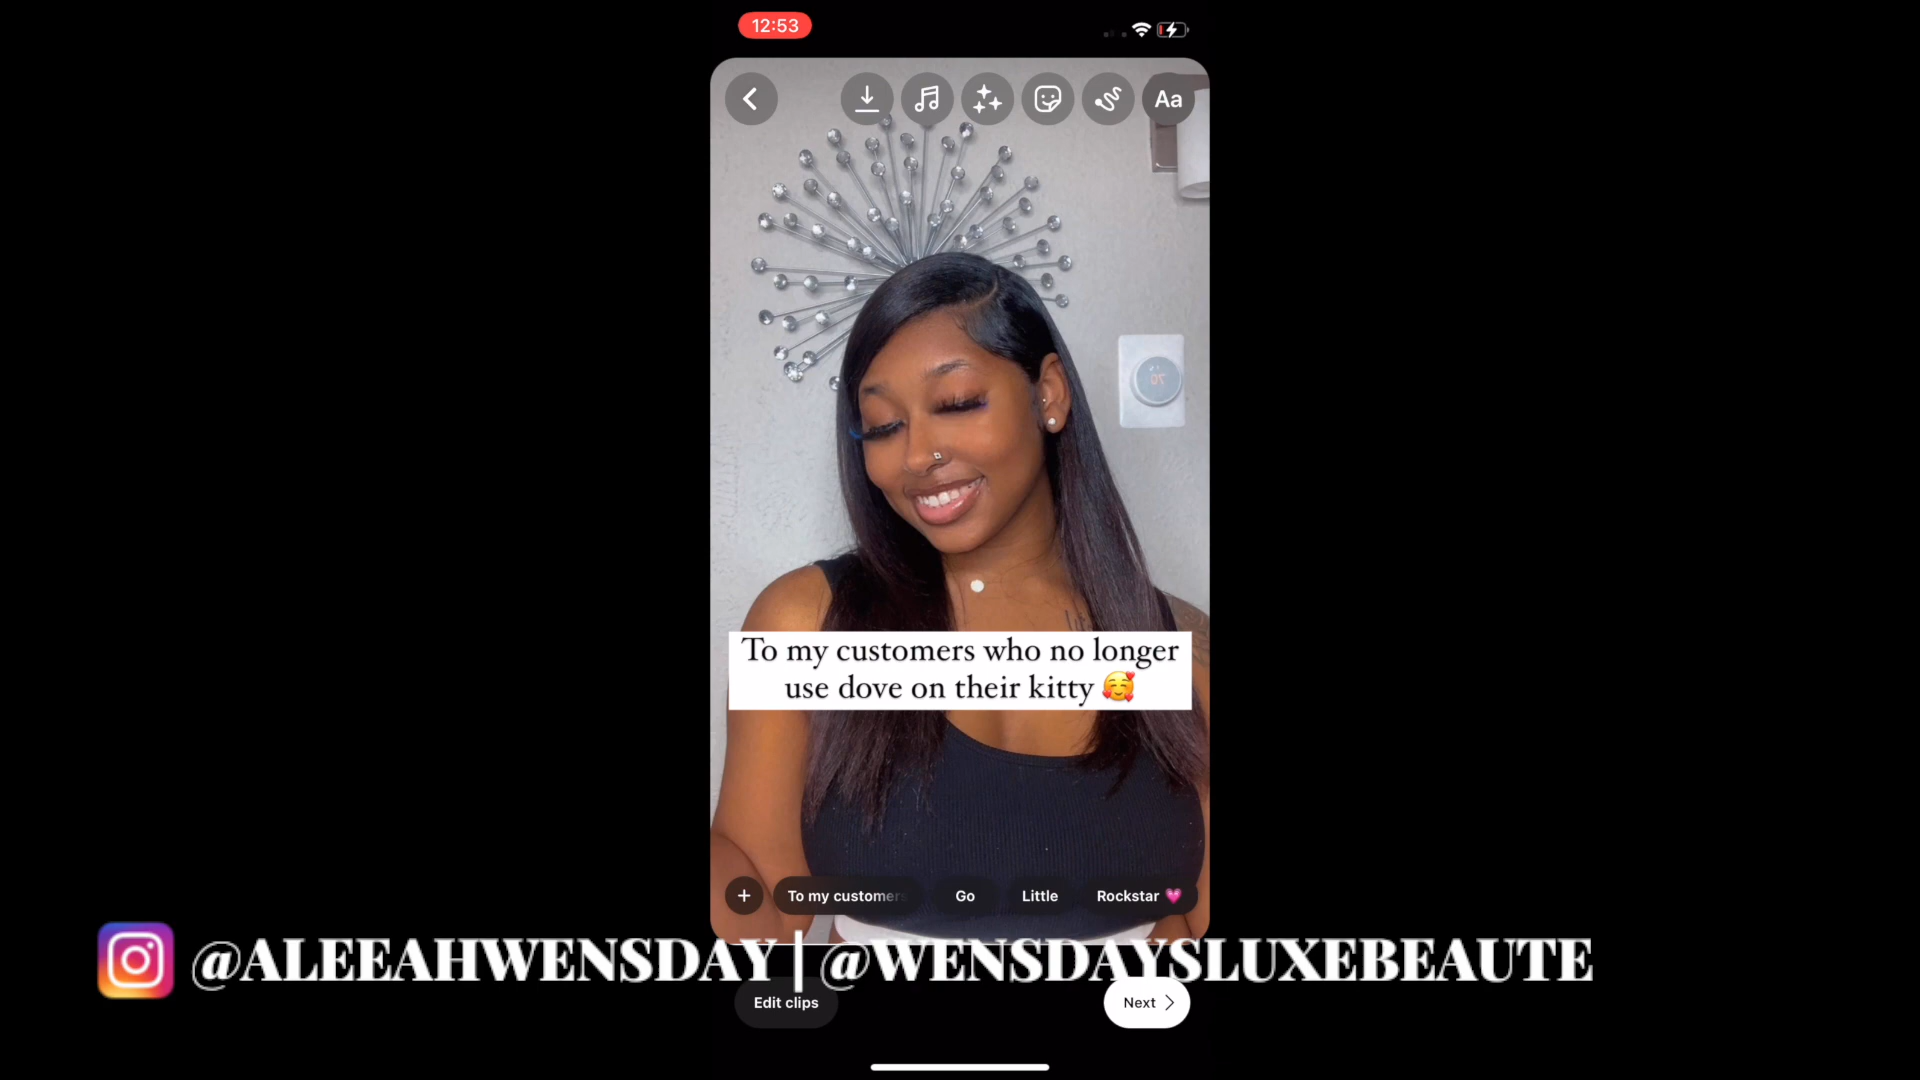 12:53
Aa
70
To my customers who no longer
use dove on their kitty 🥰
To my customer
Go
Little
Rockstar 💗
@ALEEAHWENSDAY | @WENSDAYSLUXEBEAUTE
Edit clips
Next